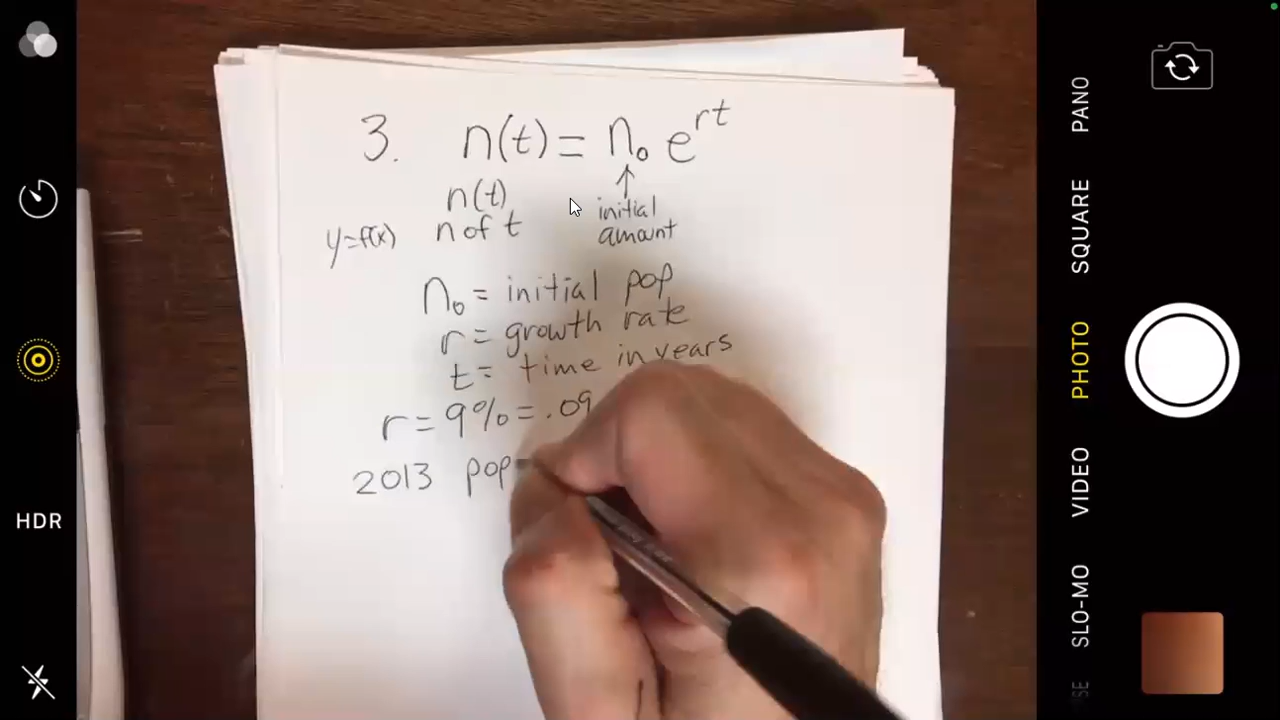 3. n(t) = n₀ e^rt
n(t)
y=f(x) n of t
initial
amount
n₀ = initial pop
r = growth rate
t = time in years
r = 9% = .09
2013 pop
HDR
PANO
SQUARE
PHOTO
VIDEO
SLO-MO
SE